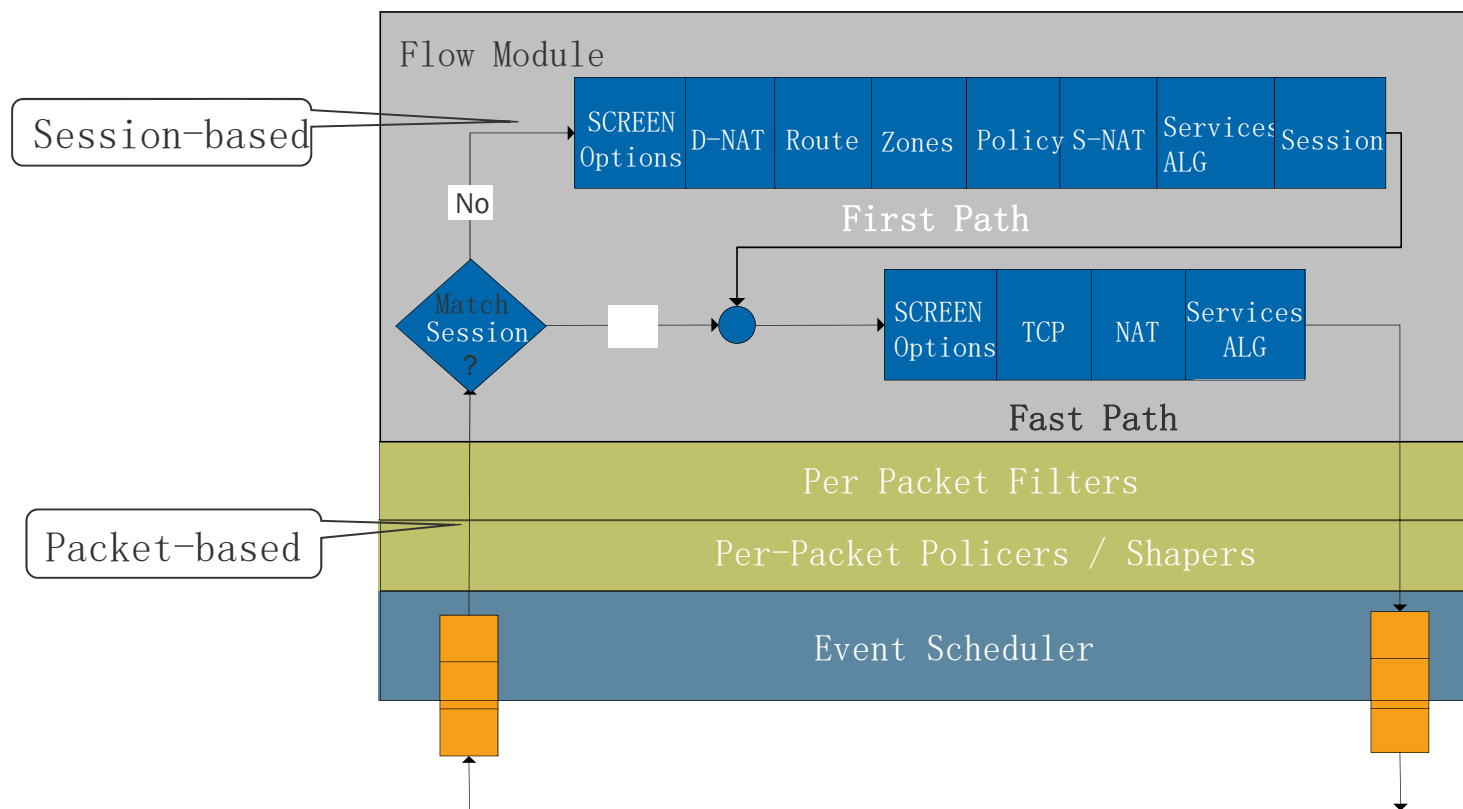 Flow Module
Session-based
SCREEN
Options
D-NAT
Route
Zones
Policy
S-NAT
Services
ALG
Session
No
First Path
Match
Session
?
SCREEN
Options
TCP
NAT
Services
ALG
Fast Path
Per Packet Filters
Packet-based
Per-Packet Policers / Shapers
Event Scheduler